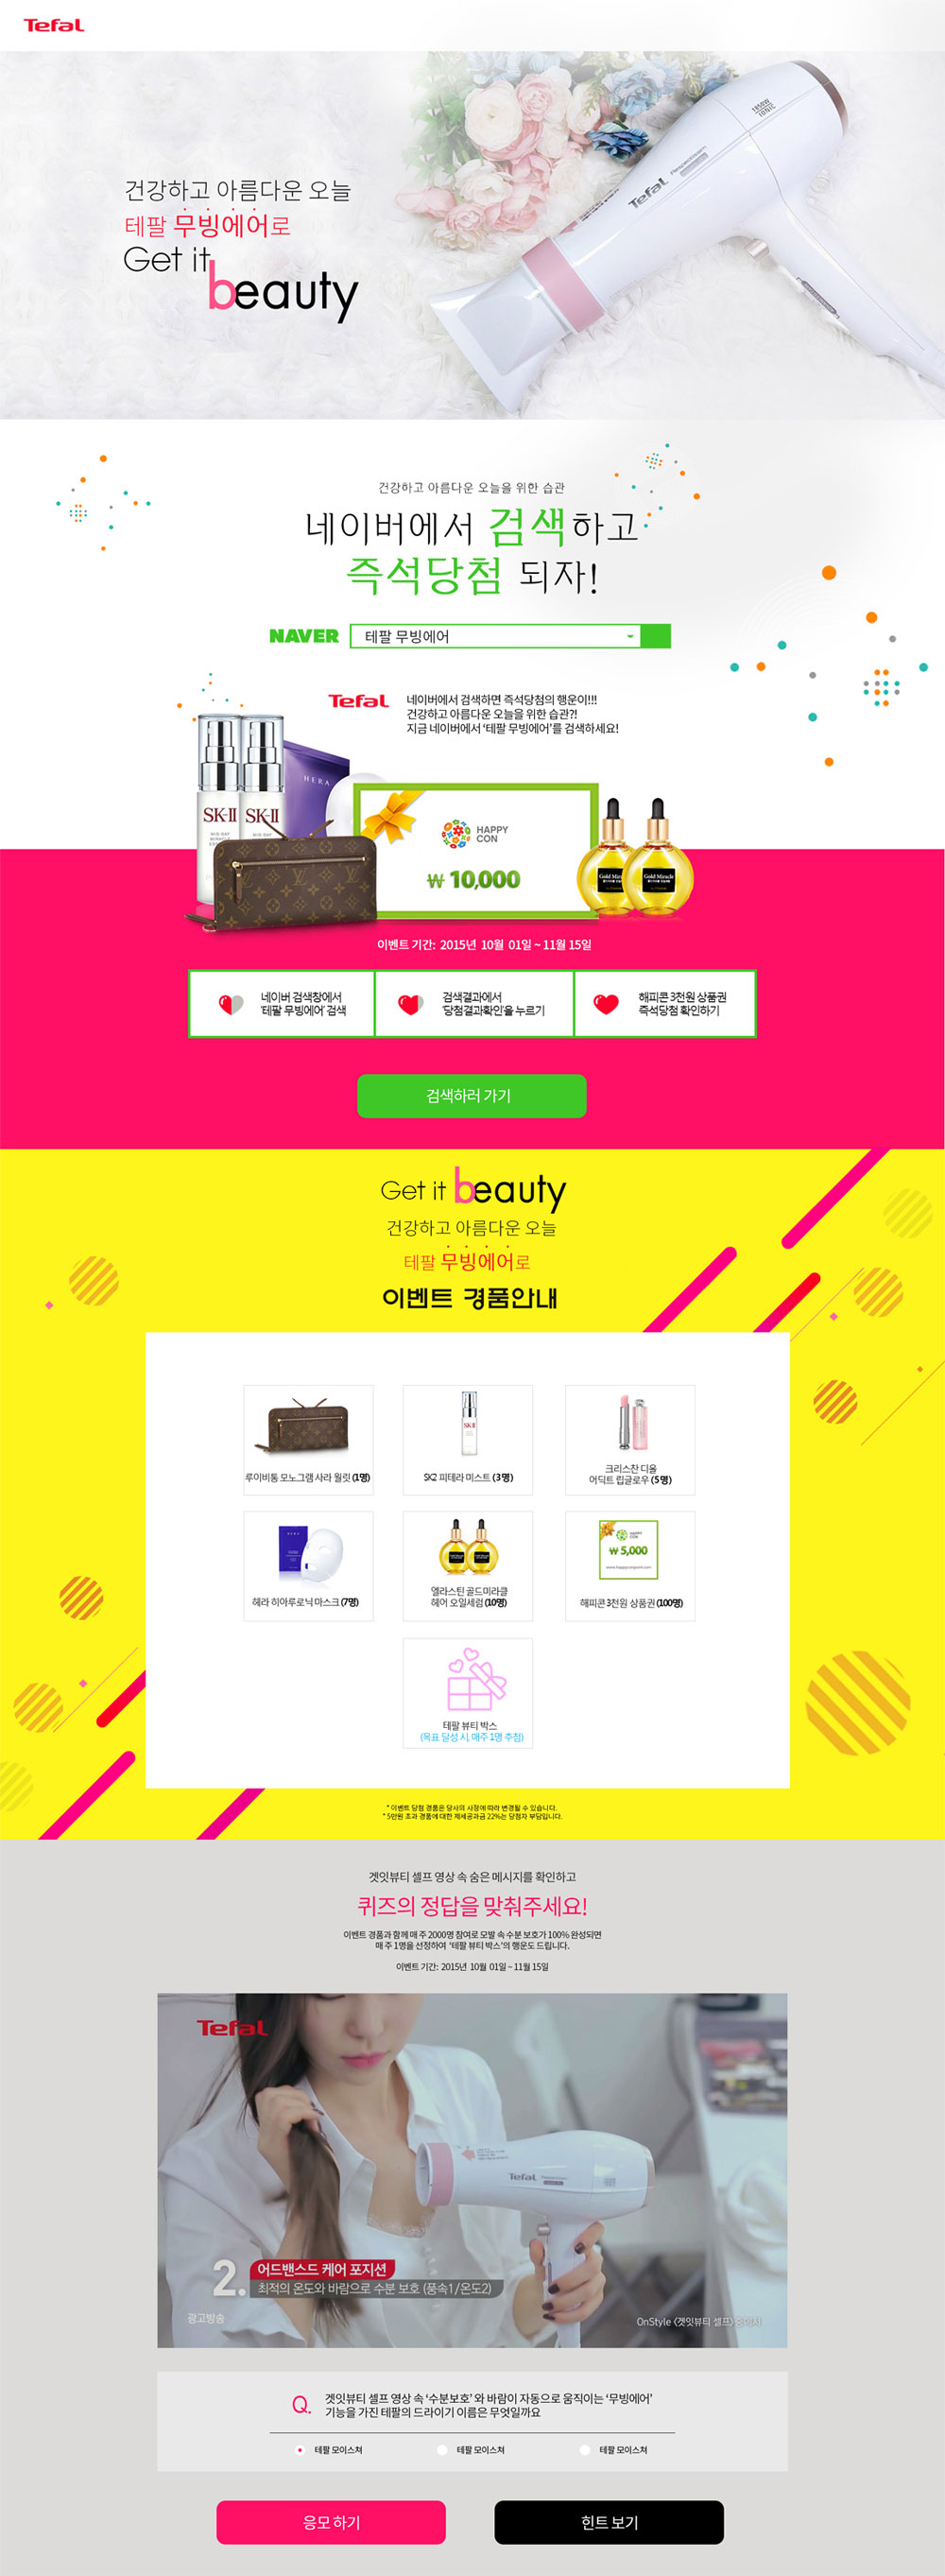 Tefal
1850W
IONIC
Tefal
건강하고 아름다운 오늘
테팔 무빙에어로
Get it
beauty
건강하고 아름다운 오늘을 위한 습관
네이버에서 검색하고
즉석당첨 되자!
NAVER 테팔 무빙에어
Tefal
네이버에서 검색하면 즉석당첨의 행운이!!!
건강하고 아름다운 오늘을 위한 습관?!
지금 네이버에서 '테팔 무빙에어'를 검색하세요!
HERA
SK-II SK-II
HAPPY
CON
₩ 10,000
Gold Miracle
이벤트 기간: 2015년 10월 01일 ~ 11월 15일
네이버 검색창에서
'테팔 무빙에어' 검색
검색결과에서
'당첨결과확인'을 누르기
해피콘 3천원 상품권
즉석당첨 확인하기
검색하러 가기
Get it beauty
건강하고 아름다운 오늘
테팔 무빙에어로
이벤트 경품안내
루이비통 모노그램 사라 월릿 (1명)
SK-II
SK2 피테라 미스트 (3명)
크리스찬 디올
어딕트 립글로우 (5명)
HERA
헤라 히아루로닉 마스크 (7명)
엘라스틴 골드미라클
헤어 오일세럼 (10명)
HAPPY
CON
₩ 5,000
해피콘 3천원 상품권 (100명)
테팔 뷰티 박스
(목표 달성 시, 매주 1명 추첨)
* 이벤트 당첨 경품은 당사의 사정에 따라 변경될 수 있습니다.
* 5만원 초과 경품에 대한 제세공과금 22%는 당첨자 부담입니다.
겟잇뷰티 셀프 영상 속 숨은 메시지를 확인하고
퀴즈의 정답을 맞춰주세요!
이벤트 경품과 함께 매 주 2000명 참여로 모발 속 수분 보호가 100% 완성되면
매 주 1명을 선정하여 '테팔 뷰티 박스'의 행운도 드립니다.
이벤트 기간: 2015년 10월 01일 ~ 11월 15일
Tefal
Tefal
2. 어드밴스드 케어 포지션
최적의 온도와 바람으로 수분 보호 (풍속1/온도2)
광고방송
OnStyle <겟잇뷰티 셀프>
Q. 겟잇뷰티 셀프 영상 속 '수분보호' 와 바람이 자동으로 움직이는 '무빙에어'
기능을 가진 테팔의 드라이기 이름은 무엇일까요
테팔 모이스쳐 테팔 모이스쳐 테팔 모이스쳐
응모 하기 힌트 보기